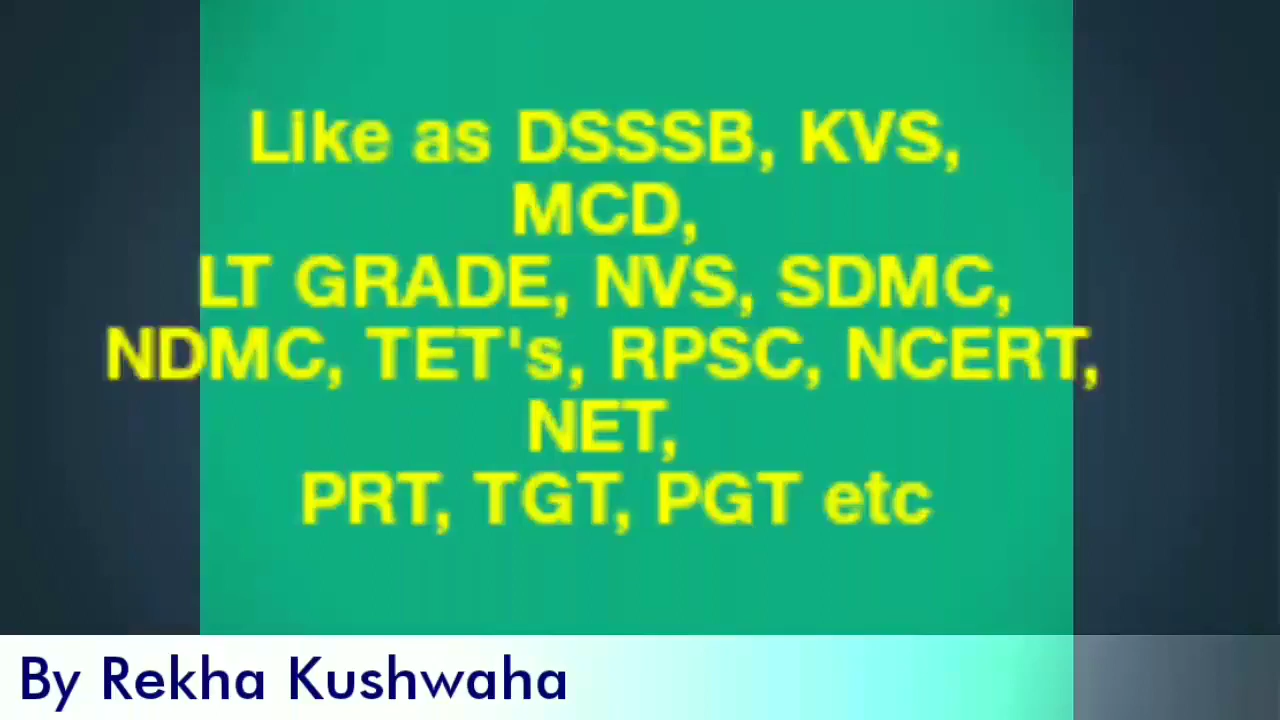 Like as DSSSB, KVS,
MCD,
LT GRADE, NVS, SDMC,
NDMC, TET's, RPSC, NCERT,
NET,
PRT, TGT, PGT etc
By Rekha Kushwaha